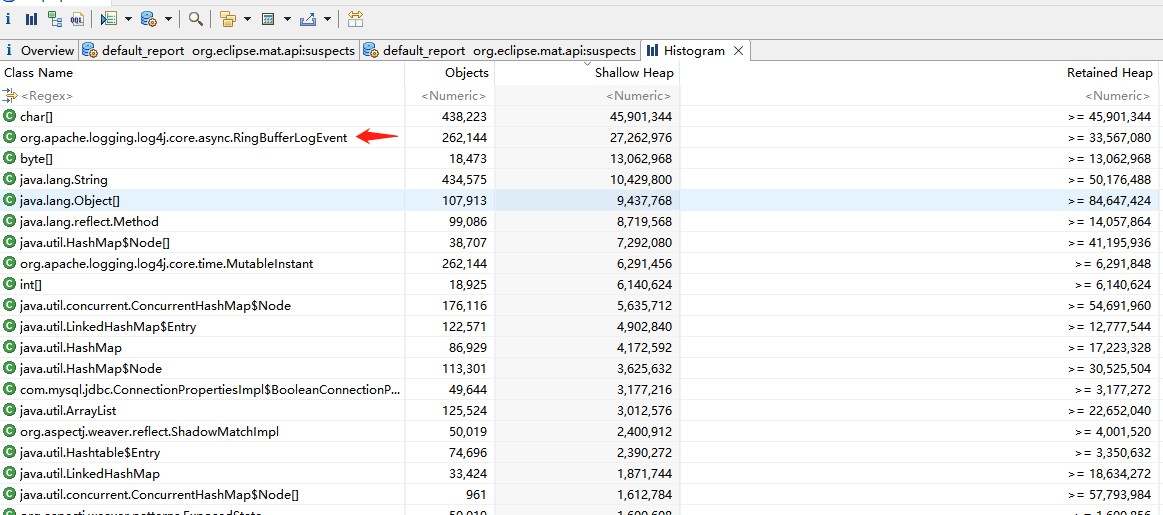 Overview default_report org.eclipse.mat.api:suspects default_report org.eclipse.mat.api:suspects Histogram
Class Name Objects Shallow Heap Retained Heap
<Regex> <Numeric> <Numeric> <Numeric>
char[] 438,223 45,901,344 >= 45,901,344
org.apache.logging.log4j.core.async.RingBufferLogEvent 262,144 27,262,976 >= 33,567,080
byte[] 18,473 13,062,968 >= 13,062,968
java.lang.String 434,575 10,429,800 >= 50,176,488
java.lang.Object[] 107,913 9,437,768 >= 84,647,424
java.lang.reflect.Method 99,086 8,719,568 >= 14,057,864
java.util.HashMap$Node[] 38,707 7,292,080 >= 41,195,936
org.apache.logging.log4j.core.time.MutableInstant 262,144 6,291,456 >= 6,291,848
int[] 18,925 6,140,624 >= 6,140,624
java.util.concurrent.ConcurrentHashMap$Node 176,116 5,635,712 >= 54,691,960
java.util.LinkedHashMap$Entry 122,571 4,902,840 >= 12,777,544
java.util.HashMap 86,929 4,172,592 >= 17,223,328
java.util.HashMap$Node 113,301 3,625,632 >= 30,525,504
com.mysql.jdbc.ConnectionPropertiesImpl$BooleanConnectionP... 49,644 3,177,216 >= 3,177,272
java.util.ArrayList 125,524 3,012,576 >= 22,652,040
org.aspectj.weaver.reflect.ShadowMatchImpl 50,019 2,400,912 >= 4,001,520
java.util.Hashtable$Entry 74,696 2,390,272 >= 3,350,632
java.util.LinkedHashMap 33,424 1,871,744 >= 18,634,272
java.util.concurrent.ConcurrentHashMap$Node[] 961 1,612,784 >= 57,793,984